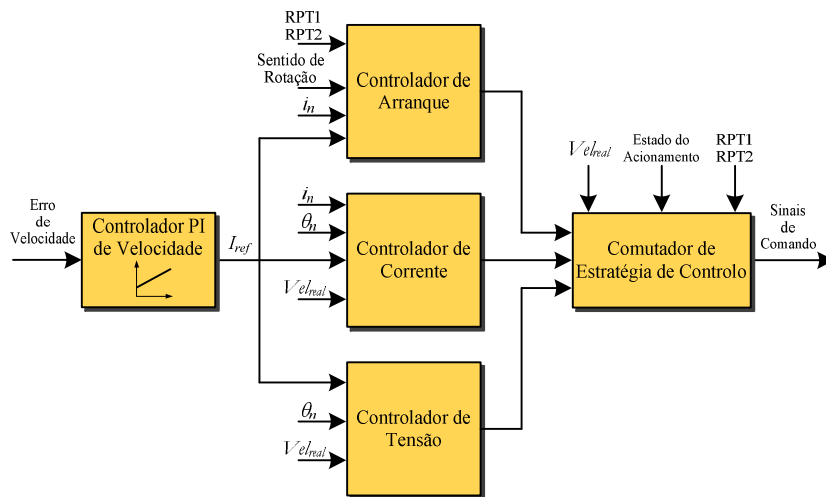 RPT1
RPT2
Sentido de
Rotação
i_n
Controlador de
Arranque
Erro
de
Velocidade
Controlador PI
de Velocidade
I_ref
i_n
θ_n
Vel_real
Controlador de
Corrente
θ_n
Vel_real
Controlador de
Tensão
Vel_real
Estado do
Acionamento
RPT1
RPT2
Comutador de
Estratégia de Controlo
Sinais
de
Comando